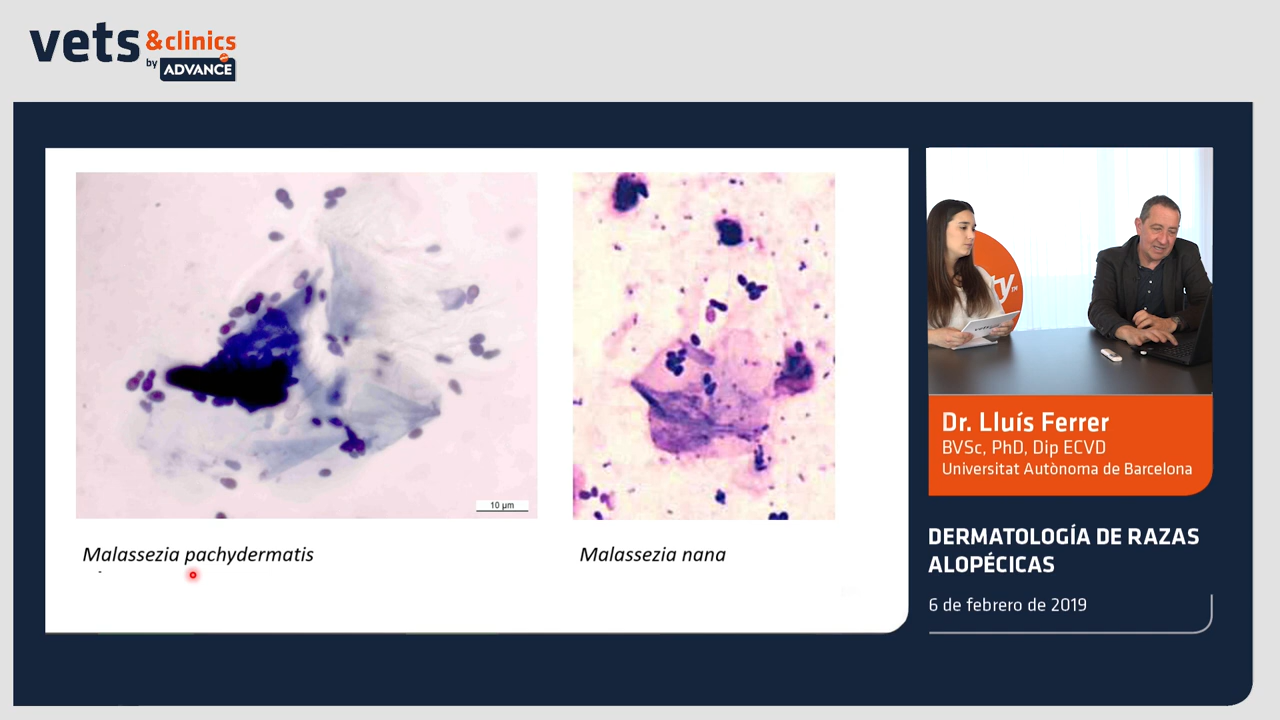 vets &clinics
by ADVANCE
10 µm
Malassezia pachydermatis
Malassezia nana
Dr. Lluís Ferrer
BVSc, PhD, Dip ECVD
Universitat Autònoma de Barcelona
DERMATOLOGÍA DE RAZAS
ALOPÉCICAS
6 de febrero de 2019